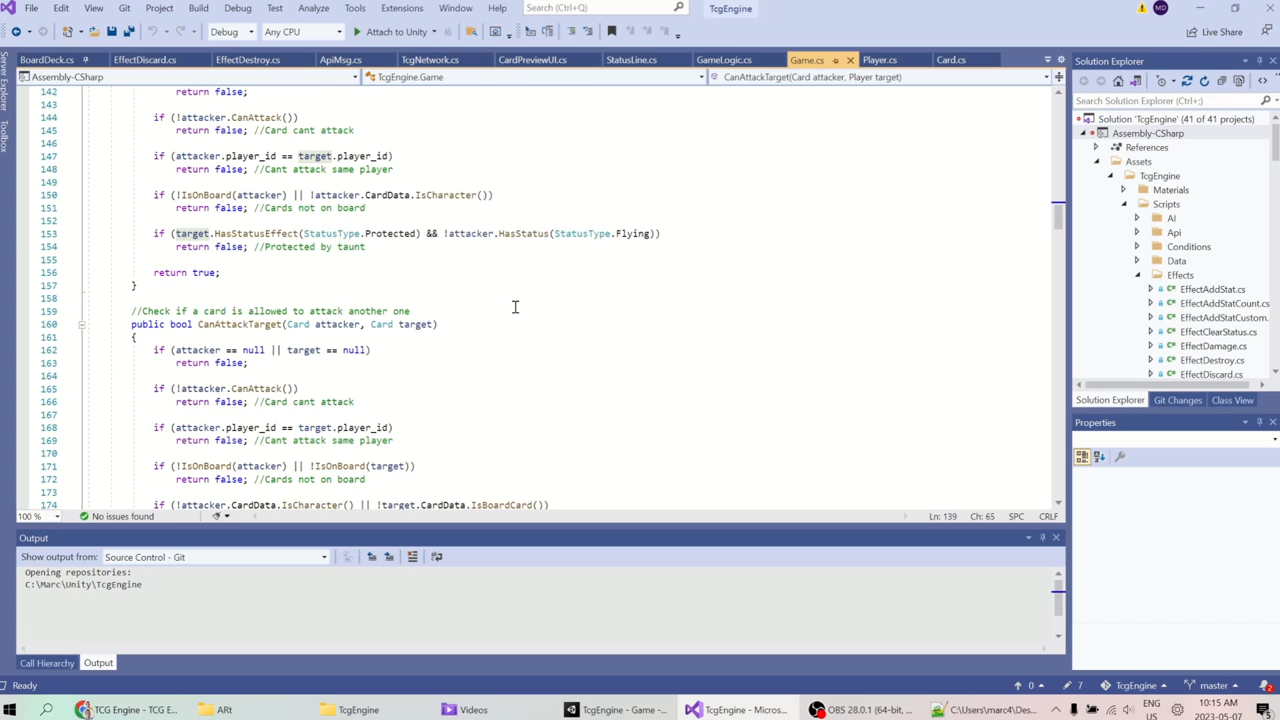 File Edit View Git Project Build Debug Test Analyze Tools Extensions Window Help Search (Ctrl+;) TcgEngine MD
Debug Any CPU Attach to Unity Live Share
BoardDeck.cs EffectDiscard.cs EffectDestroy.cs ApiMsg.cs TcgNetwork.cs CardPreviewUI.cs StatusLine.cs GameLogic.cs Game.cs Player.cs Card.cs
Assembly-CSharp TcgEngine.Game CanAttackTarget(Card attacker, Player target)
142 return false;
143
144 if (!attacker.CanAttack())
145 return false; //Card cant attack
146
147 if (attacker.player_id == target.player_id)
148 return false; //Cant attack same player
149
150 if (!IsOnBoard(attacker) || !attacker.CardData.IsCharacter())
151 return false; //Cards not on board
152
153 if (target.HasStatusEffect(StatusType.Protected) && !attacker.HasStatus(StatusType.Flying))
154 return false; //Protected by taunt
155
156 return true;
157 }
158
159 //Check if a card is allowed to attack another one
160 public bool CanAttackTarget(Card attacker, Card target)
161 {
162 if (attacker == null || target == null)
163 return false;
164
165 if (!attacker.CanAttack())
166 return false; //Card cant attack
167
168 if (attacker.player_id == target.player_id)
169 return false; //Cant attack same player
170
171 if (!IsOnBoard(attacker) || !IsOnBoard(target))
172 return false; //Cards not on board
173
174 if (!attacker.CardData.IsCharacter() || !target.CardData.IsBoardCard())
100 % No issues found Ln: 139 Ch: 65 SPC CRLF
Output
Show output from: Source Control - Git
Opening repositories:
C:\Marc\Unity\TcgEngine
Call Hierarchy Output
Server Explorer
Toolbox
Solution Explorer
Search Solution Explorer (Ctrl+;)
Solution 'TcgEngine' (41 of 41 projects)
Assembly-CSharp
References
Assets
TcgEngine
Materials
Scripts
AI
Api
Conditions
Data
Effects
EffectAddStat.cs
EffectAddStatCount.cs
EffectAddStatCustom.
EffectClearStatus.cs
EffectDamage.cs
EffectDestroy.cs
EffectDiscard.cs
Solution Explorer Git Changes Class View
Properties
Ready 0 7 TcgEngine master 2
TCG Engine - TCG E... ARt TcgEngine Videos TcgEngine - Game -... TcgEngine - Micros... OBS 28.0.1 (64-bit, ... C:\Users\marc4\Des... ENG 10:15 AM
2023-05-07